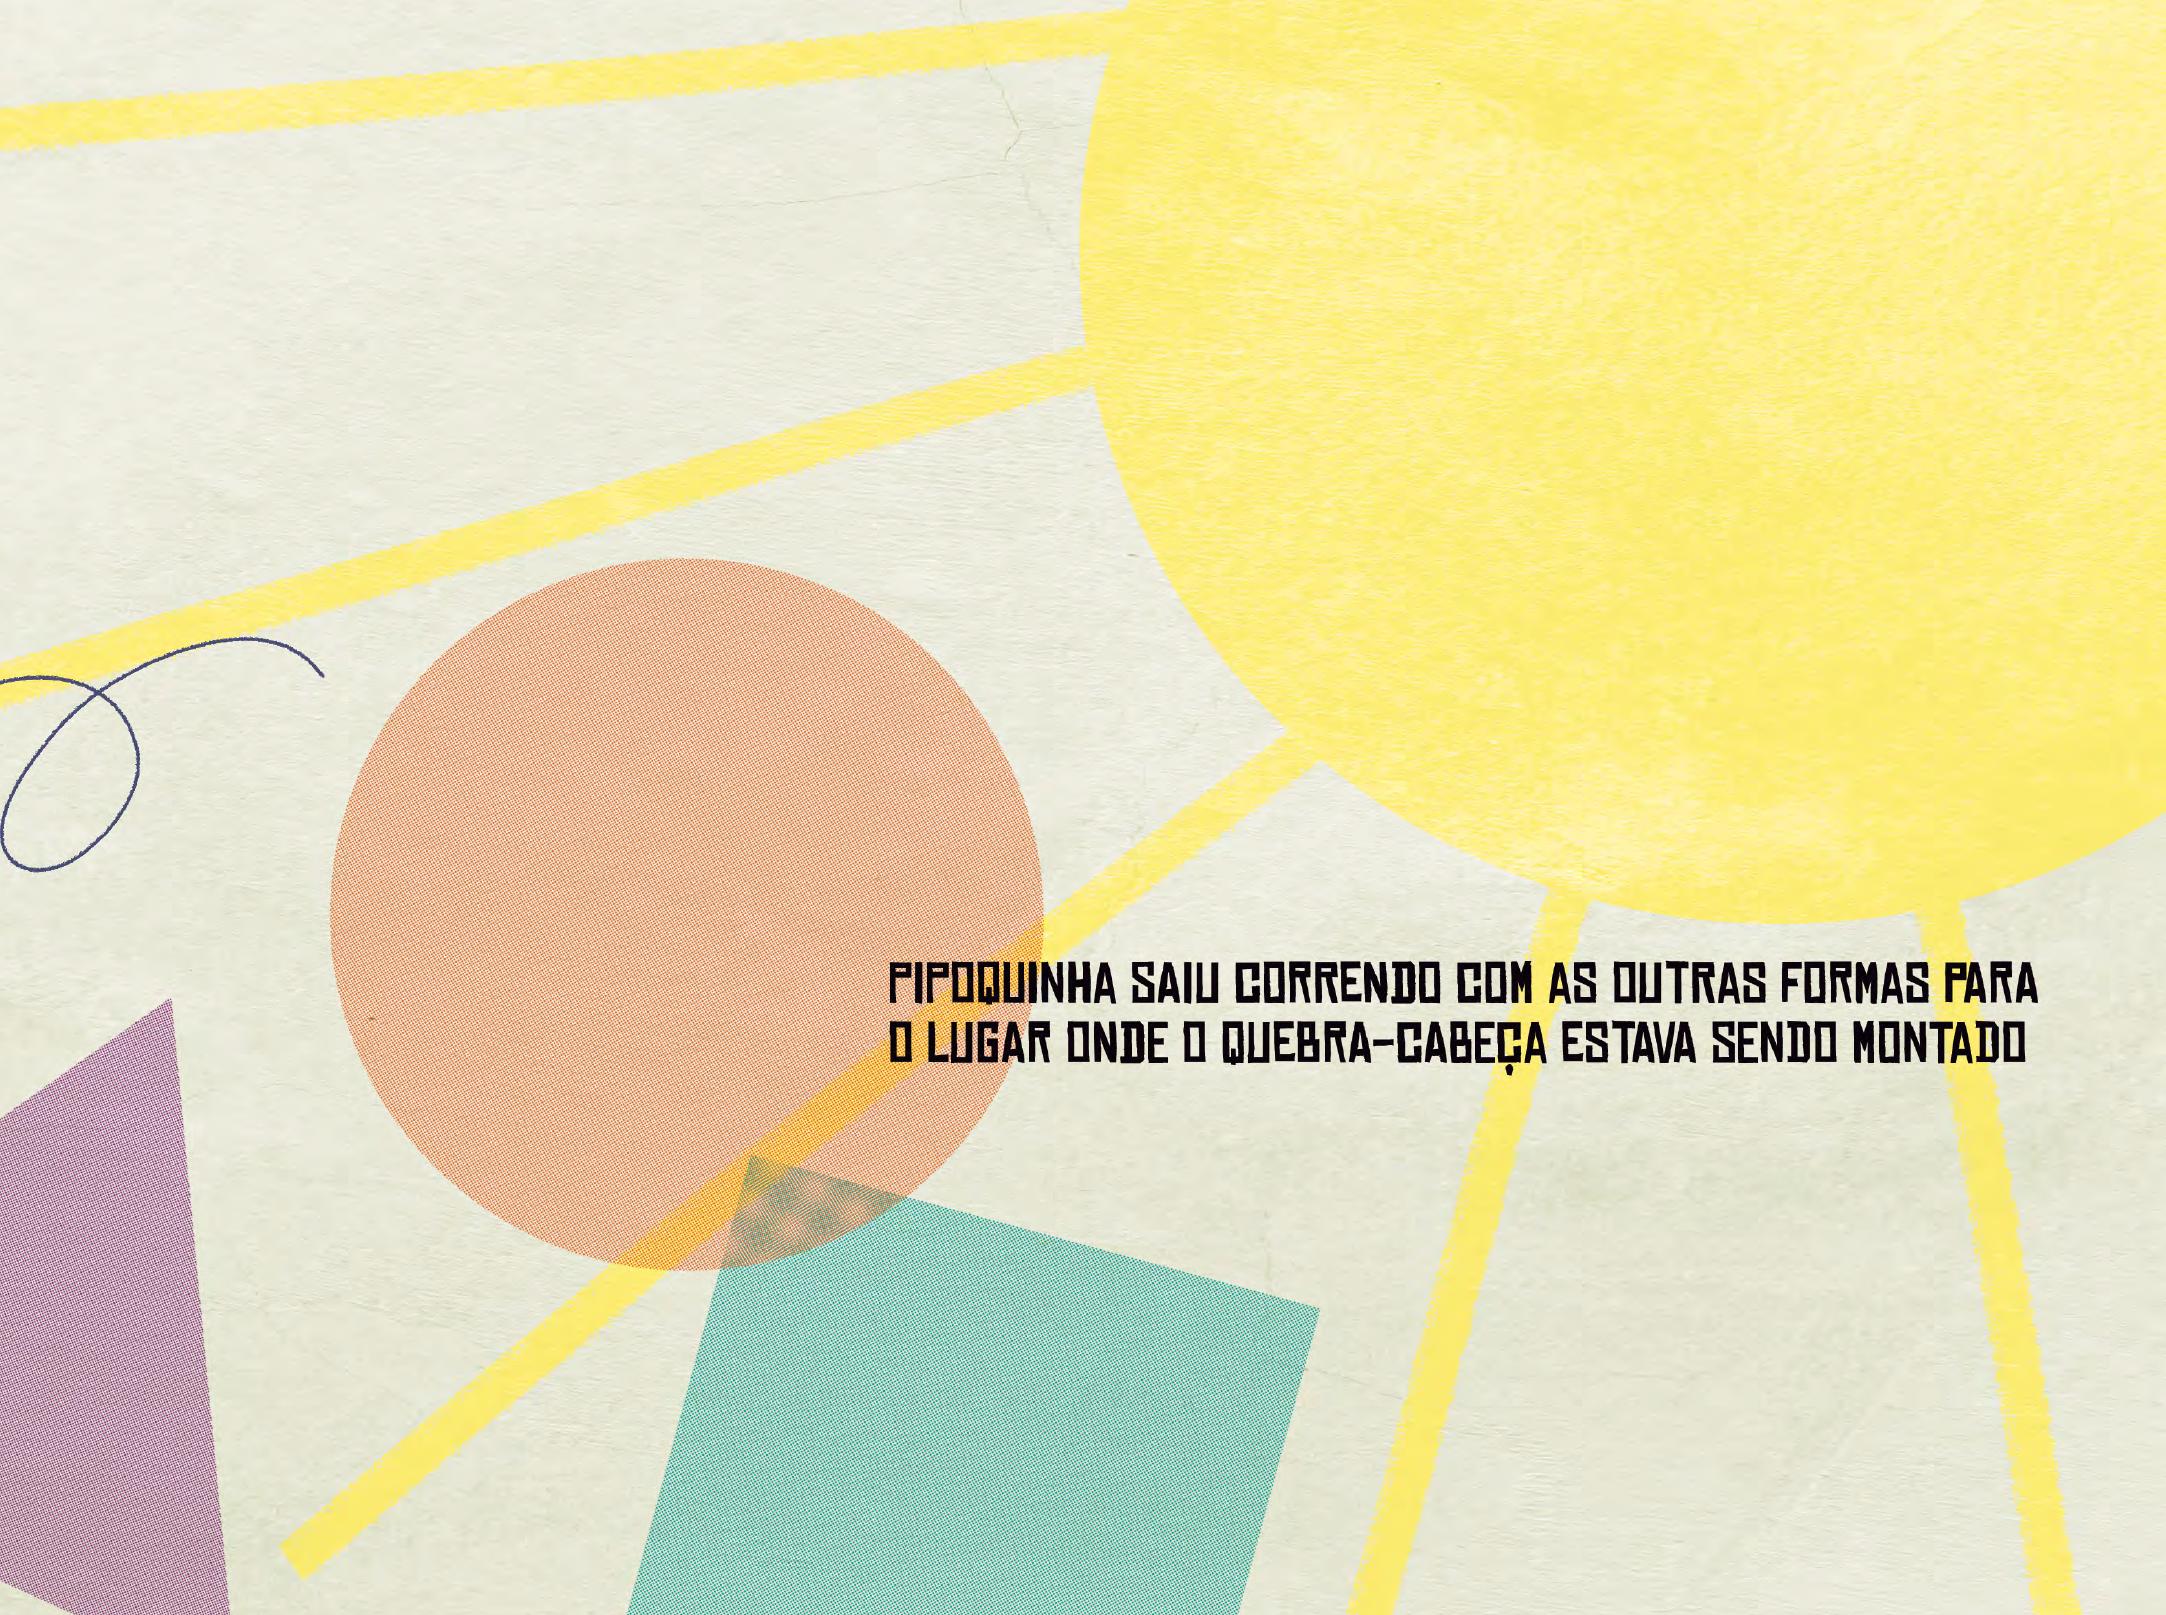 PIPOQUINHA SAIU CORRENDO COM AS OUTRAS FORMAS PARA
O LUGAR ONDE O QUEBRA-CABEÇA ESTAVA SENDO MONTADO